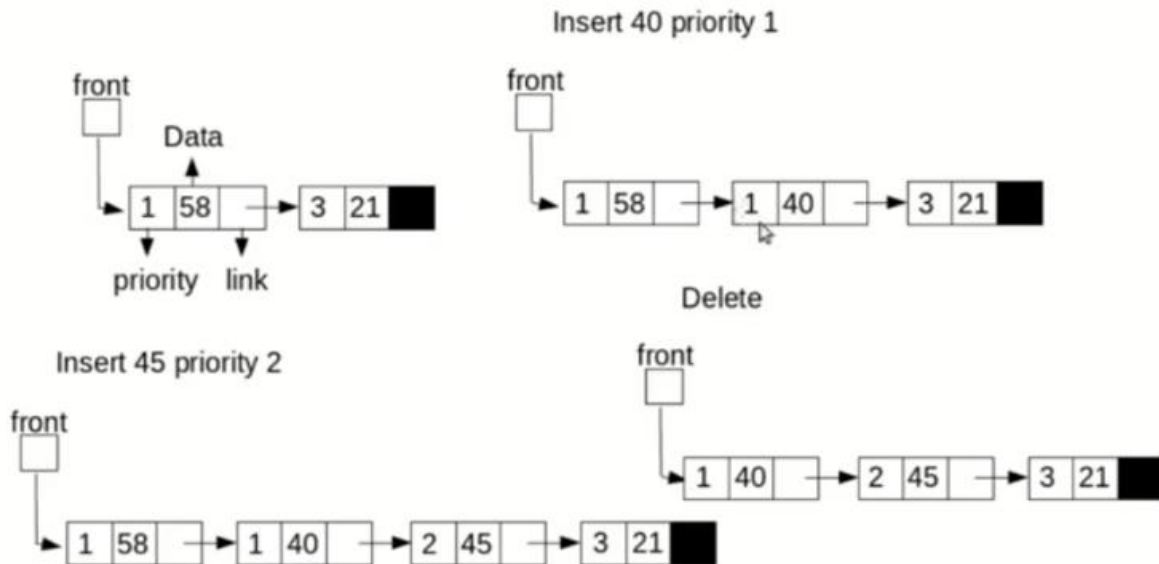 Insert 40 priority 1
front
Data
1 58
3 21
priority link
front
1 58
1 40
3 21
Insert 45 priority 2
front
1 58
1 40
2 45
3 21
Delete
front
1 40
2 45
3 21